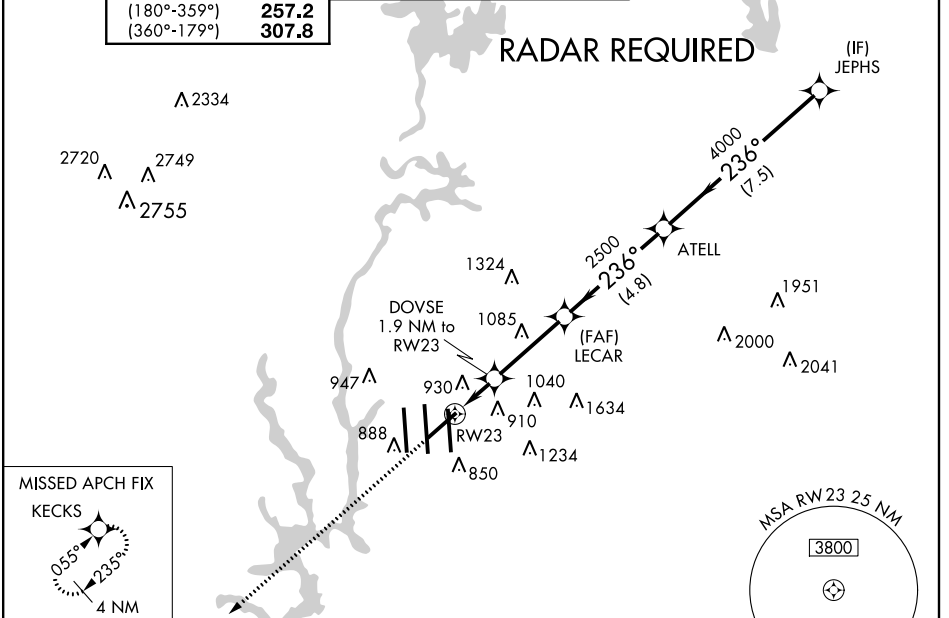 (180°-359°) 257.2
(360°-179°) 307.8
RADAR REQUIRED
(IF)
JEPHS
2334
4000
236°
(7.5)
2720
2749
2755
ATELL
2500
236°
(4.8)
1324
1951
DOVSE
1.9 NM to
RW23
1085
(FAF)
LECAR
2000
2041
947
930
1040
1634
910
RW23
888
1234
850
MISSED APCH FIX
KECKS
055°
235°
4 NM
MSA RW23 25 NM
3800